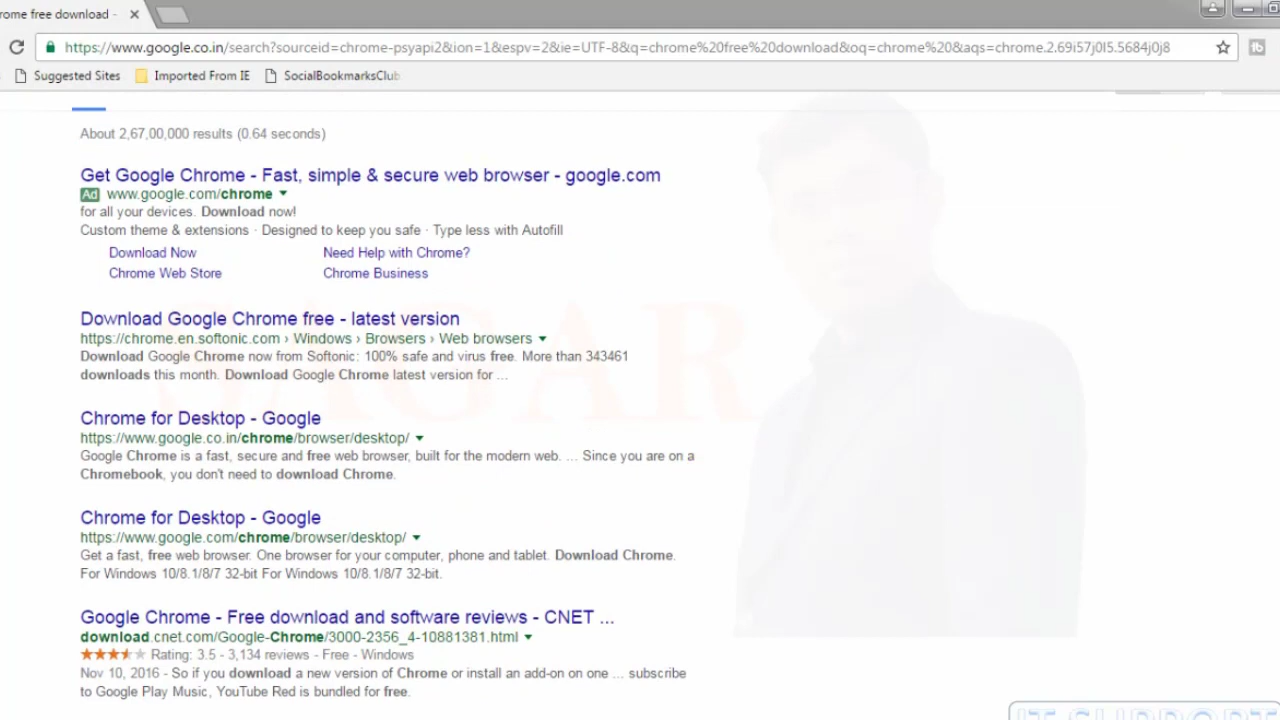 rome free download -
https://www.google.co.in/search?sourceid=chrome-psyapi2&ion=1&espv=2&ie=UTF-8&q=chrome%20free%20download&oq=chrome%20&aqs=chrome.2.69i57j0l5.5684j0j8
Suggested Sites Imported From IE SocialBookmarksClub
About 2,67,00,000 results (0.64 seconds)
Get Google Chrome - Fast, simple & secure web browser - google.com
Ad www.google.com/chrome
for all your devices. Download now!
Custom theme & extensions · Designed to keep you safe · Type less with Autofill
Download Now Need Help with Chrome?
Chrome Web Store Chrome Business
SAGAR
Download Google Chrome free - latest version
https://chrome.en.softonic.com › Windows › Browsers › Web browsers
Download Google Chrome now from Softonic: 100% safe and virus free. More than 343461
downloads this month. Download Google Chrome latest version for ...
Chrome for Desktop - Google
https://www.google.co.in/chrome/browser/desktop/
Google Chrome is a fast, secure and free web browser, built for the modern web. ... Since you are on a
Chromebook, you don't need to download Chrome.
Chrome for Desktop - Google
https://www.google.com/chrome/browser/desktop/
Get a fast, free web browser. One browser for your computer, phone and tablet. Download Chrome.
For Windows 10/8.1/8/7 32-bit For Windows 10/8.1/8/7 32-bit.
Google Chrome - Free download and software reviews - CNET ...
download.cnet.com/Google-Chrome/3000-2356_4-10881381.html
Rating: 3.5 - 3,134 reviews - Free - Windows
Nov 10, 2016 - So if you download a new version of Chrome or install an add-on on one ... subscribe
to Google Play Music, YouTube Red is bundled for free.
IT SUPPORT